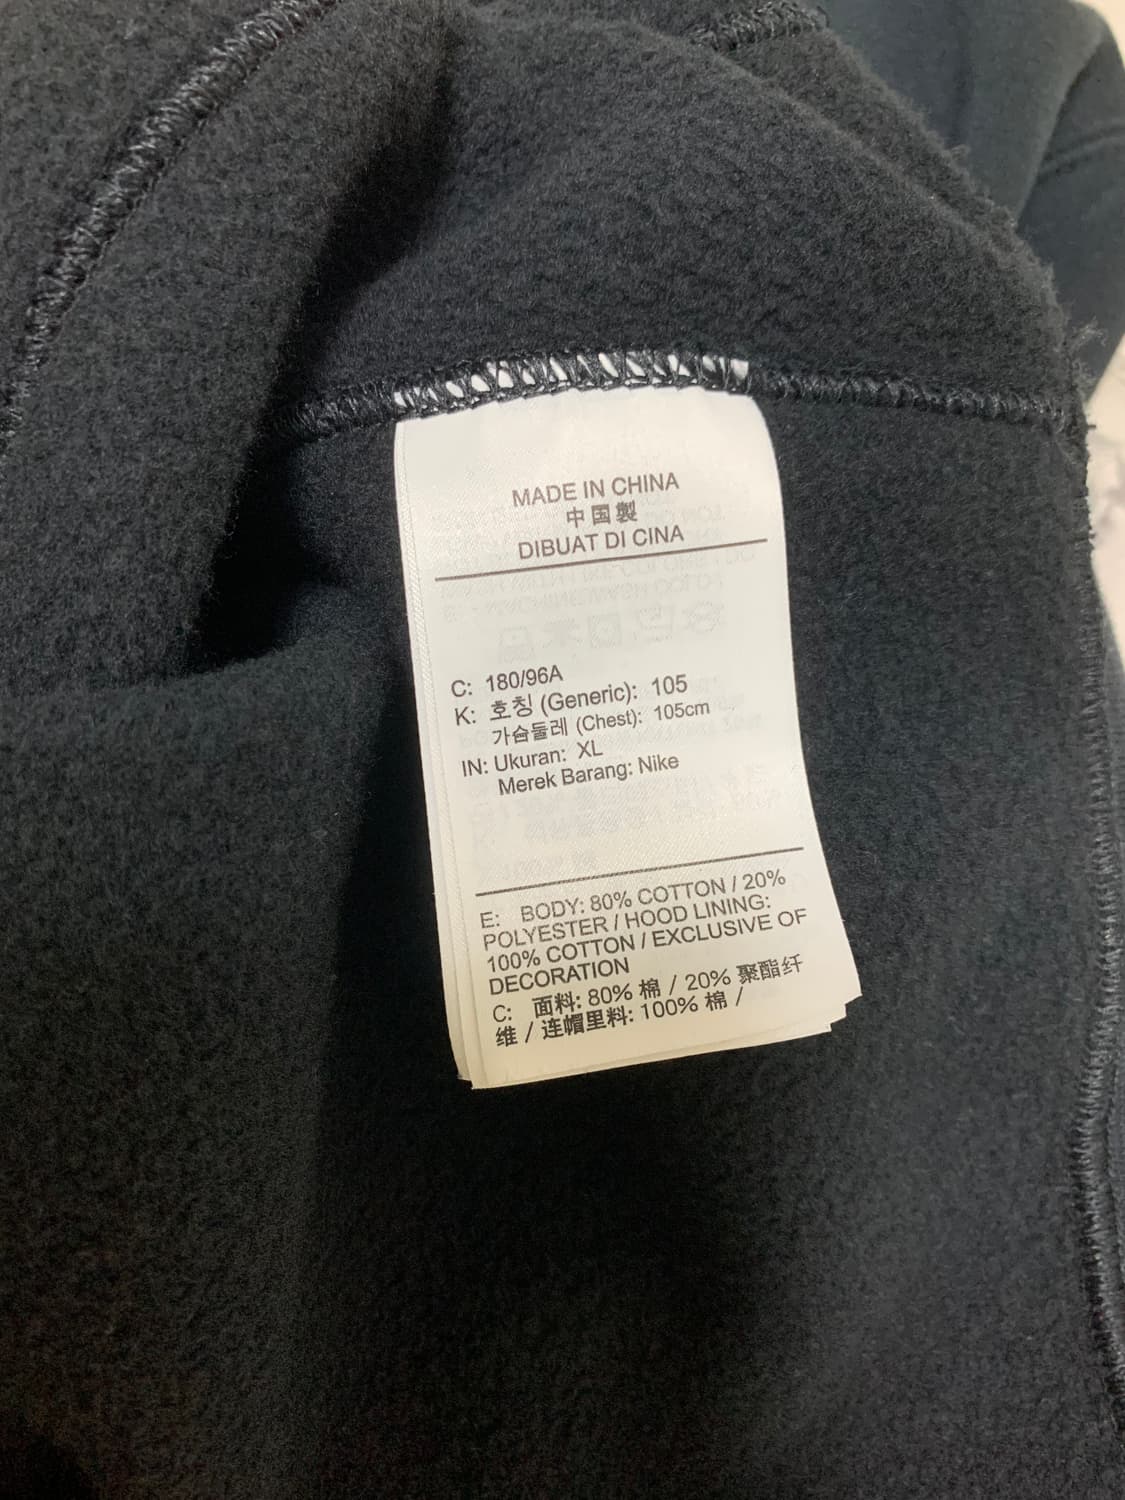 MADE IN CHINA
中国製
DIBUAT DI CINA
C: 180/96A
K: 호칭 (Generic): 105
가슴둘레 (Chest): 105cm
IN: Ukuran: XL
Merek Barang: Nike
E: BODY: 80% COTTON / 20%
POLYESTER / HOOD LINING:
100% COTTON / EXCLUSIVE OF
DECORATION
C: 面料: 80% 棉 / 20% 聚酯纤
维 / 连帽里料: 100% 棉 /